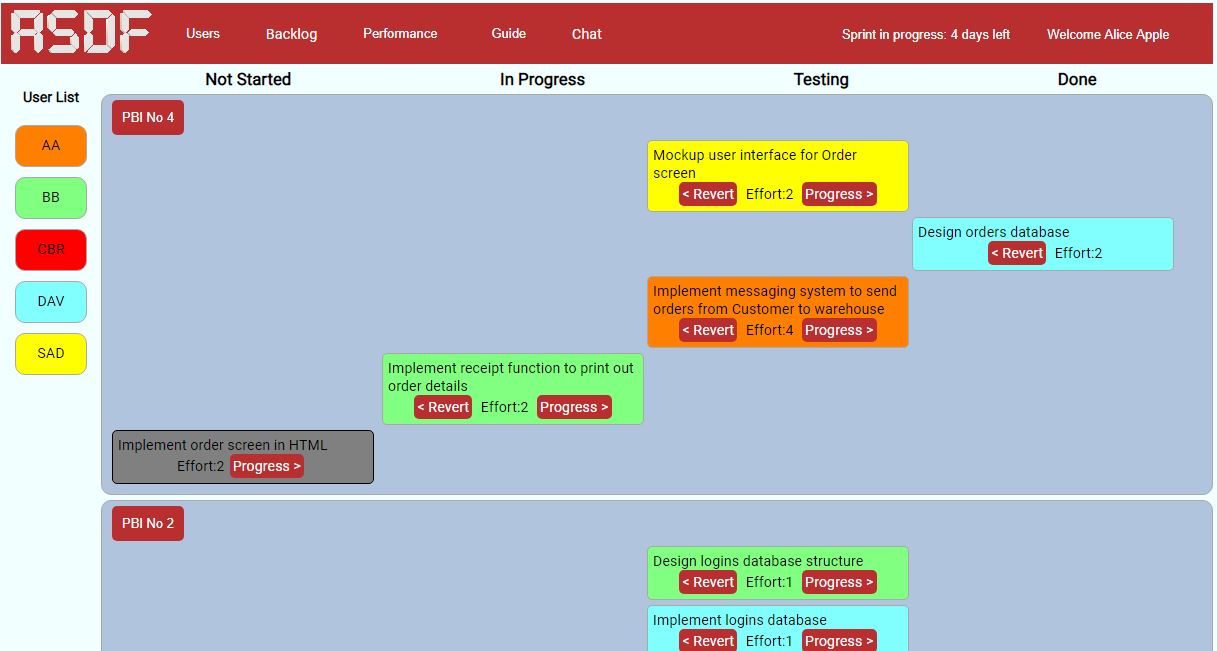 ASDF Users Backlog Performance Guide Chat Sprint in progress: 4 days left Welcome Alice Apple
Not Started In Progress Testing Done
User List
AA
BB
CBR
DAV
SAD
PBI No 4
Mockup user interface for Order
screen
< Revert Effort:2 Progress >
Design orders database
< Revert Effort:2
Implement messaging system to send
orders from Customer to warehouse
< Revert Effort:4 Progress >
Implement receipt function to print out
order details
< Revert Effort:2 Progress >
Implement order screen in HTML
Effort:2 Progress >
PBI No 2
Design logins database structure
< Revert Effort:1 Progress >
Implement logins database
< Revert Effort:1 Progress >